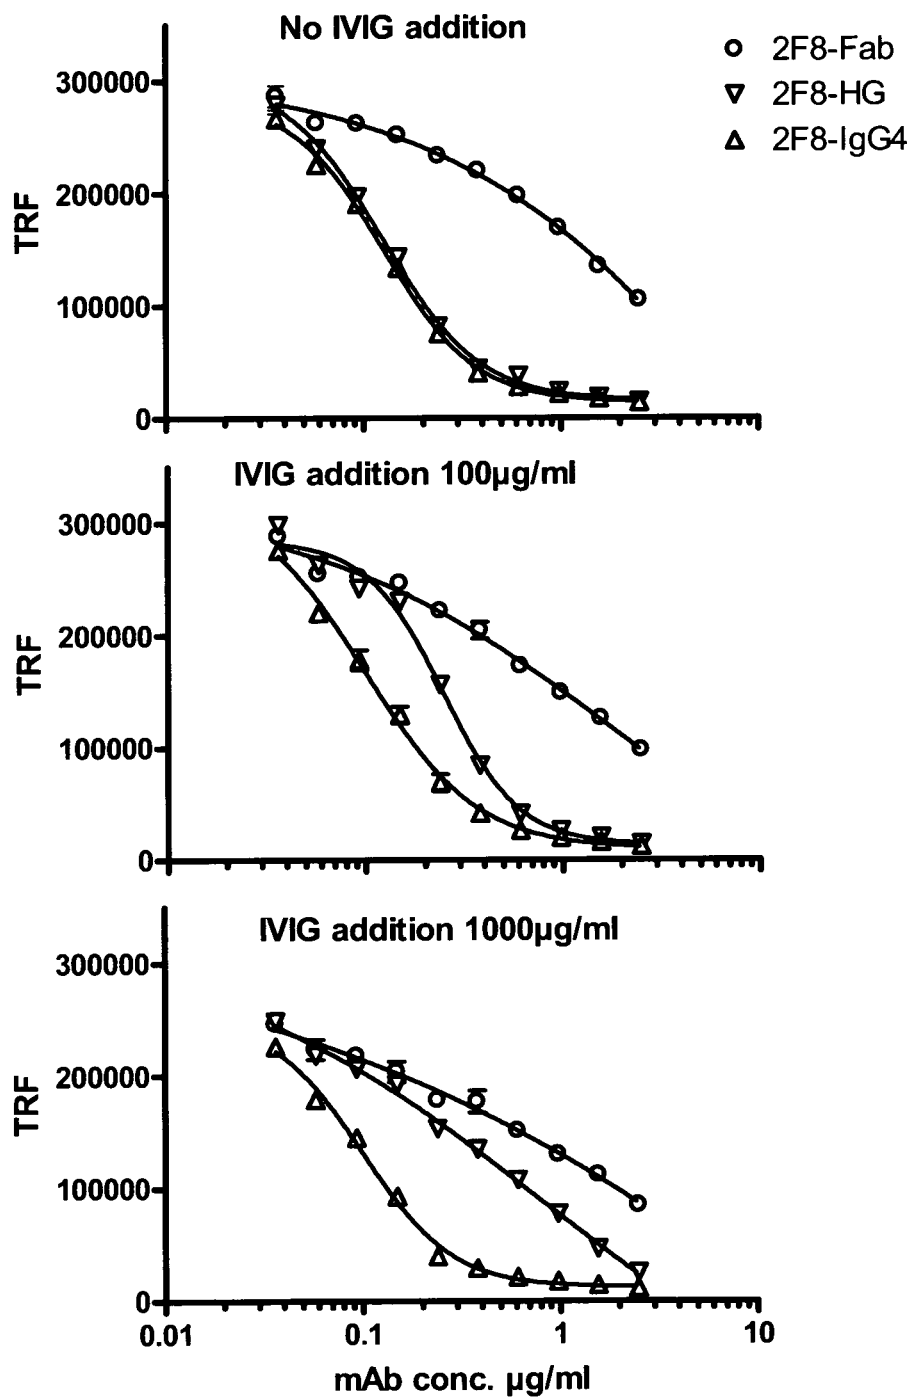 No IVIG addition
2F8-Fab
2F8-HG
2F8-IgG4
300000
200000
100000
0
TRF
IVIG addition 100µg/ml
300000
200000
100000
0
TRF
IVIG addition 1000µg/ml
300000
200000
100000
0
TRF
0.01
0.1
1
10
mAb conc. µg/ml